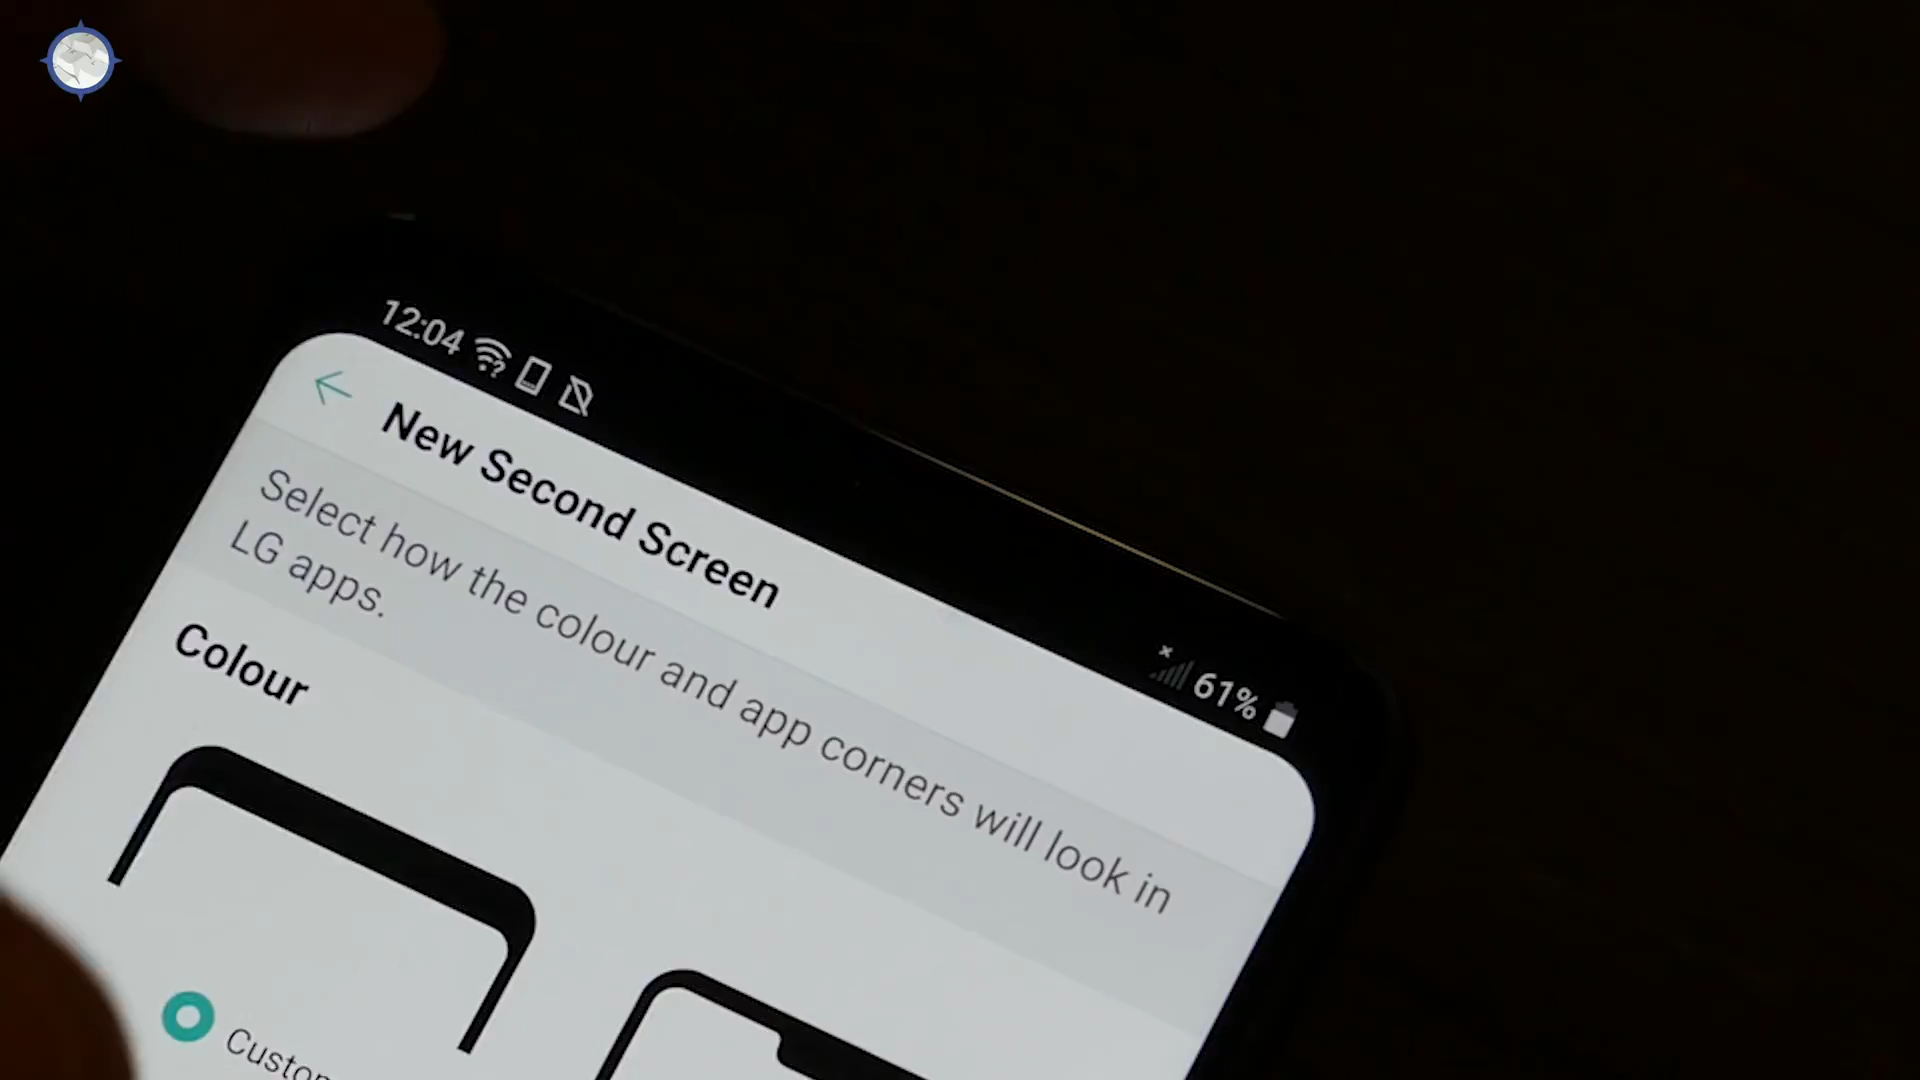 12:04
61%
New Second Screen
Select how the colour and app corners will look in
LG apps.
Colour